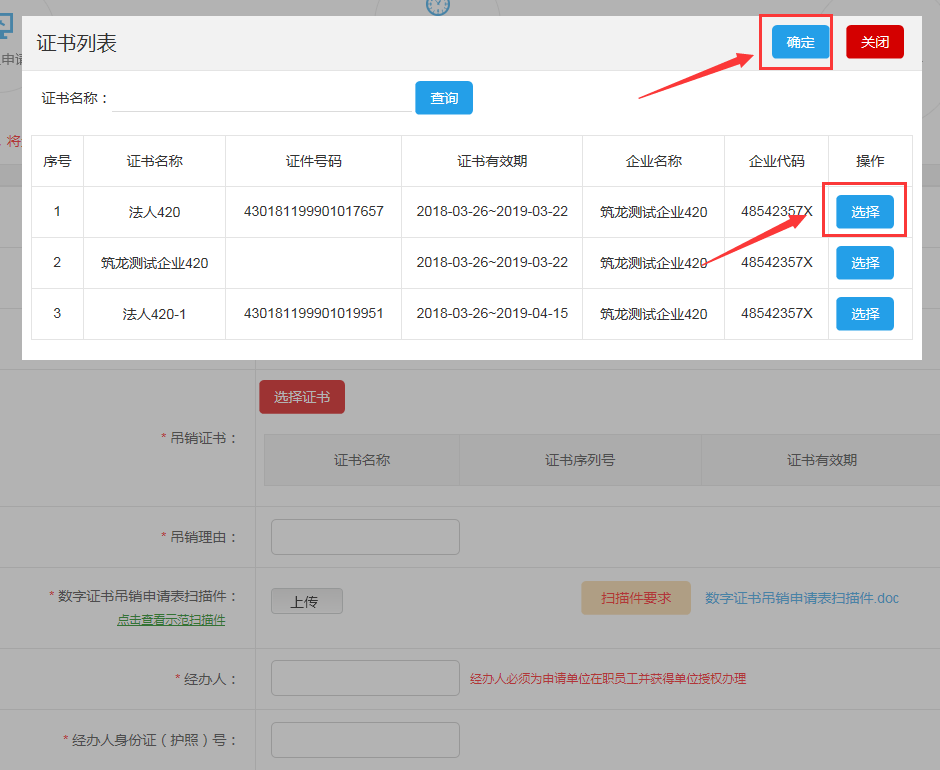 证书列表
确定
关闭
申请
证书名称：
查询
将
序号 证书名称 证件号码 证书有效期 企业名称 企业代码 操作
1 法人420 430181199901017657 2018-03-26~2019-03-22 筑龙测试企业420 48542357X 选择
2 筑龙测试企业420 2018-03-26~2019-03-22 筑龙测试企业420 48542357X 选择
3 法人420-1 430181199901019951 2018-03-26~2019-04-15 筑龙测试企业420 48542357X 选择
选择证书
* 吊销证书：
证书名称 证书序列号 证书有效期
* 吊销理由：
* 数字证书吊销申请表扫描件：
点击查看示范扫描件
上传
扫描件要求
数字证书吊销申请表扫描件.doc
* 经办人：
经办人必须为申请单位在职员工并获得单位授权办理
* 经办人身份证（护照）号：